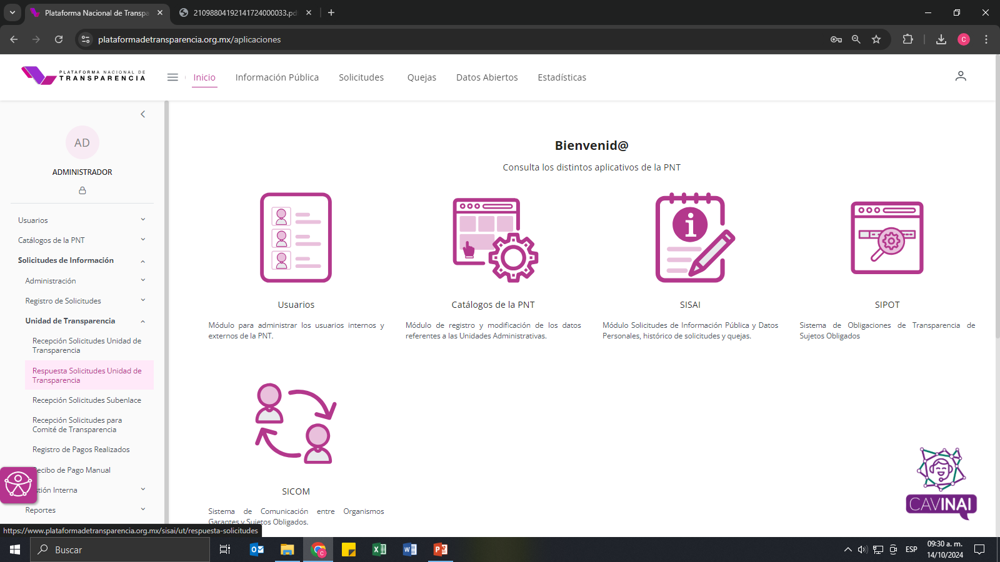 Plataforma Nacional de Transpa
21098804192141724000033.pd
plataformadetransparencia.org.mx/aplicaciones
C
PLATAFORMA NACIONAL DE
TRANSPARENCIA
Inicio
Información Pública
Solicitudes
Quejas
Datos Abiertos
Estadísticas
AD
ADMINISTRADOR
Usuarios
Catálogos de la PNT
Solicitudes de Información
Administración
Registro de Solicitudes
Unidad de Transparencia
Recepción Solicitudes Unidad de
Transparencia
Respuesta Solicitudes Unidad de
Transparencia
Recepción Solicitudes Subenlace
Recepción Solicitudes para
Comité de Transparencia
Registro de Pagos Realizados
ecibo de Pago Manual
stión Interna
Reportes
https://www.plataformadetransparencia.org.mx/sisai/ut/respuesta-solicitudes
Bienvenid@
Consulta los distintos aplicativos de la PNT
Usuarios
Módulo para administrar los usuarios internos y
externos de la PNT.
Catálogos de la PNT
Módulo de registro y modificación de los datos
referentes a las Unidades Administrativas.
SISAI
Módulo Solicitudes de Información Pública y Datos
Personales, histórico de solicitudes y quejas.
SIPOT
Sistema de Obligaciones de Transparencia de
Sujetos Obligados
SICOM
Sistema de Comunicación entre Organismos
Garantes y Sujetos Obligados.
CAVINAI
Buscar
ESP
09:30 a. m.
14/10/2024